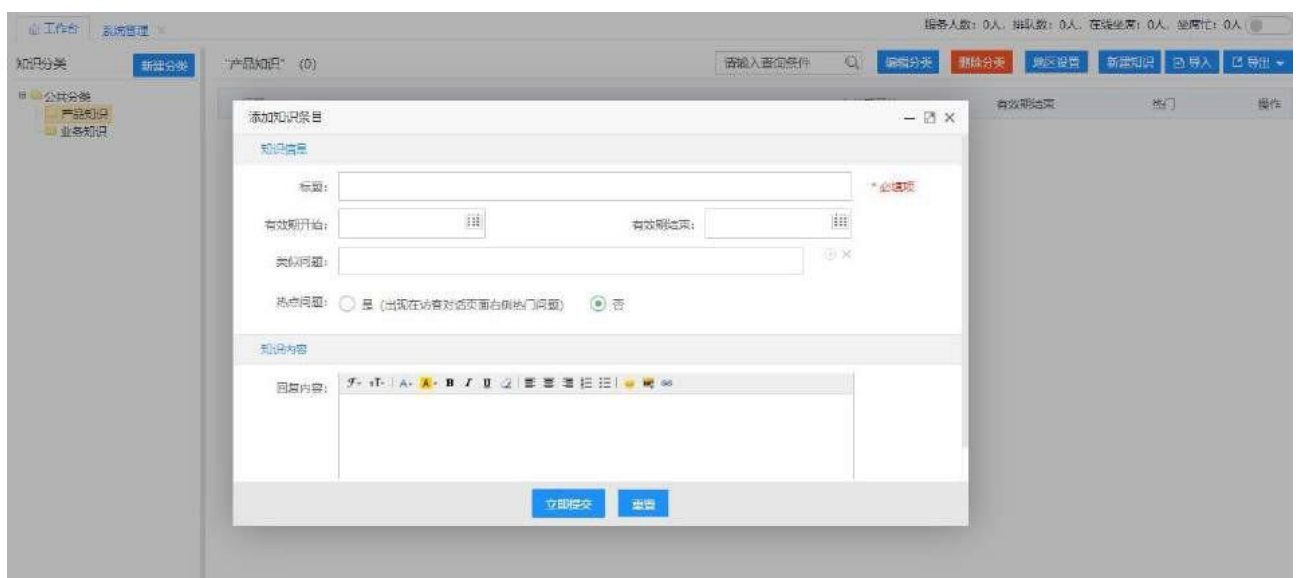 工作台 系统管理 × 服务人数：0人，排队数：0人，在线坐席：0人，坐席忙：0人
知识分类 新建分类 "产品知识" (0) 请输入查询条件 编辑分类 删除分类 地区设置 新建知识 导入 导出
公共分类 有效期结束 热门 操作
产品知识
业务知识
添加知识条目
知识信息
标题： * 必填项
有效期开始： 有效期结束：
类似问题：
热点问题： 是 (出现在访客对话页面右侧热门问题) 否
知识内容
回复内容：
立即提交 重置